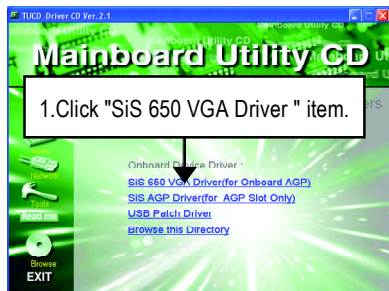 TUCD Driver CD Ver.2.1
Mainboard Utility CD
1.Click "SiS 650 VGA Driver " item.
Onboard Device Driver :
SiS 650 VGA Driver(for Onboard AGP)
SiS AGP Driver(for AGP Slot Only)
USB Patch Driver
Browse this Directory
Network
Tools
Read me
Browse
EXIT